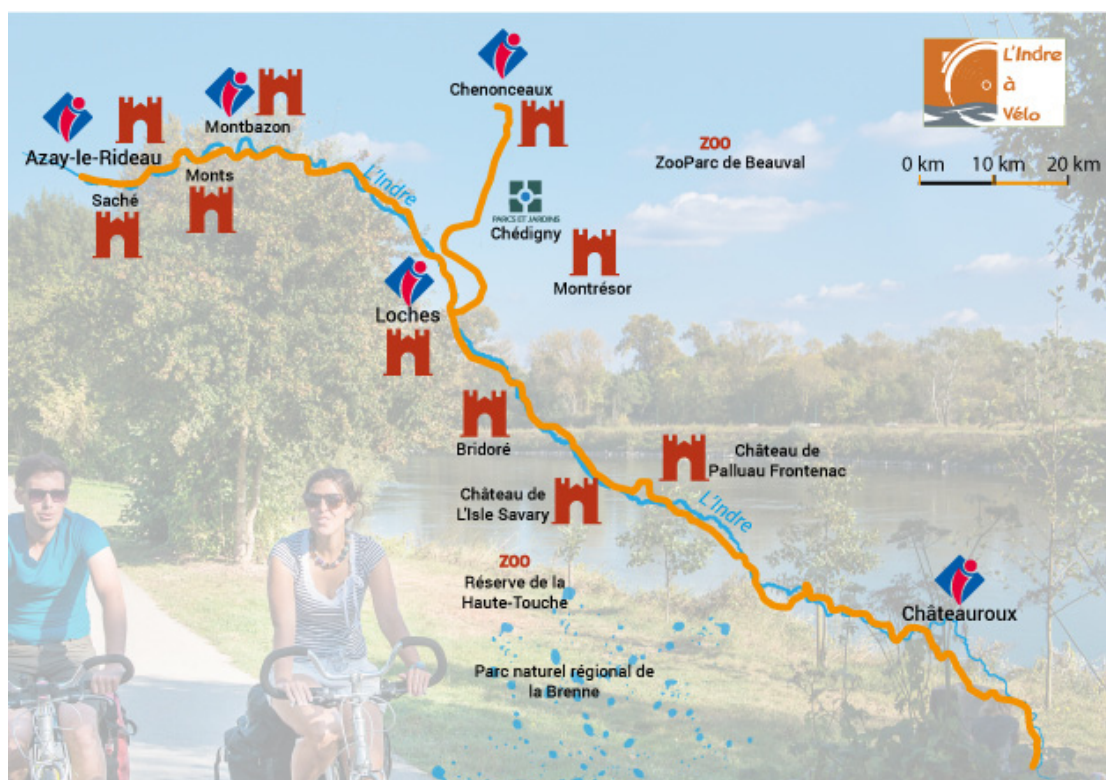 L'Indre
à
Vélo
0 km 10 km 20 km
Chenonceaux
Montbazon
Azay-le-Rideau
Monts
Saché
L'Indre
ZOO
ZooParc de Beauval
PARCS ET JARDINS
Chédigny
Montrésor
Loches
Bridoré
Château de
Palluau Frontenac
Château de
L'Isle Savary
L'Indre
ZOO
Réserve de la
Haute-Touche
Châteauroux
Parc naturel régional de
la Brenne